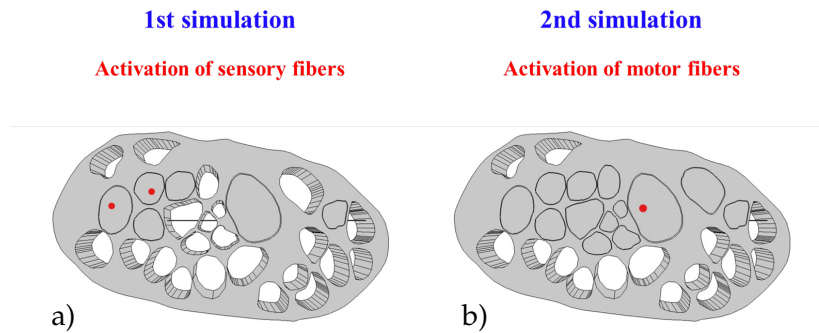 1st simulation
2nd simulation
Activation of sensory fibers
Activation of motor fibers
a)
b)